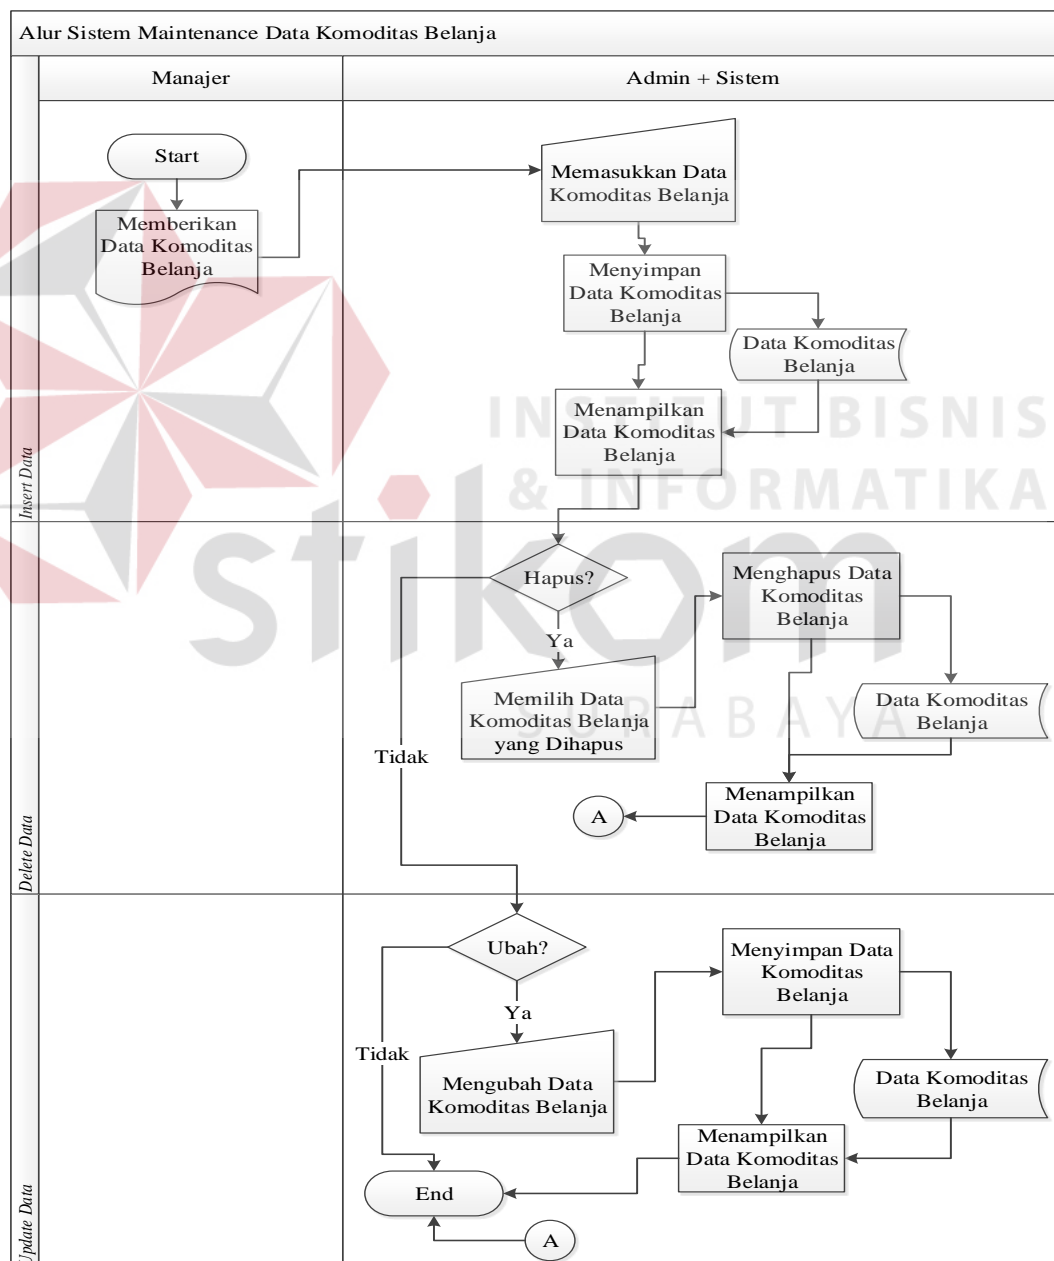 Alur Sistem Maintenance Data Komoditas Belanja
Manajer
Admin + Sistem
Insert Data
Start
Memberikan
Data Komoditas
Belanja
Memasukkan Data
Komoditas Belanja
Menyimpan
Data Komoditas
Belanja
Data Komoditas
Belanja
Menampilkan
Data Komoditas
Belanja
INSTITUT BISNIS
& INFORMATIKA
stikom
SURABAYA
Delete Data
Hapus?
Ya
Tidak
Memilih Data
Komoditas Belanja
yang Dihapus
Menghapus Data
Komoditas
Belanja
Data Komoditas
Belanja
Menampilkan
Data Komoditas
Belanja
A
Update Data
Ubah?
Ya
Tidak
Mengubah Data
Komoditas Belanja
Menyimpan Data
Komoditas
Belanja
Data Komoditas
Belanja
Menampilkan
Data Komoditas
Belanja
End
A